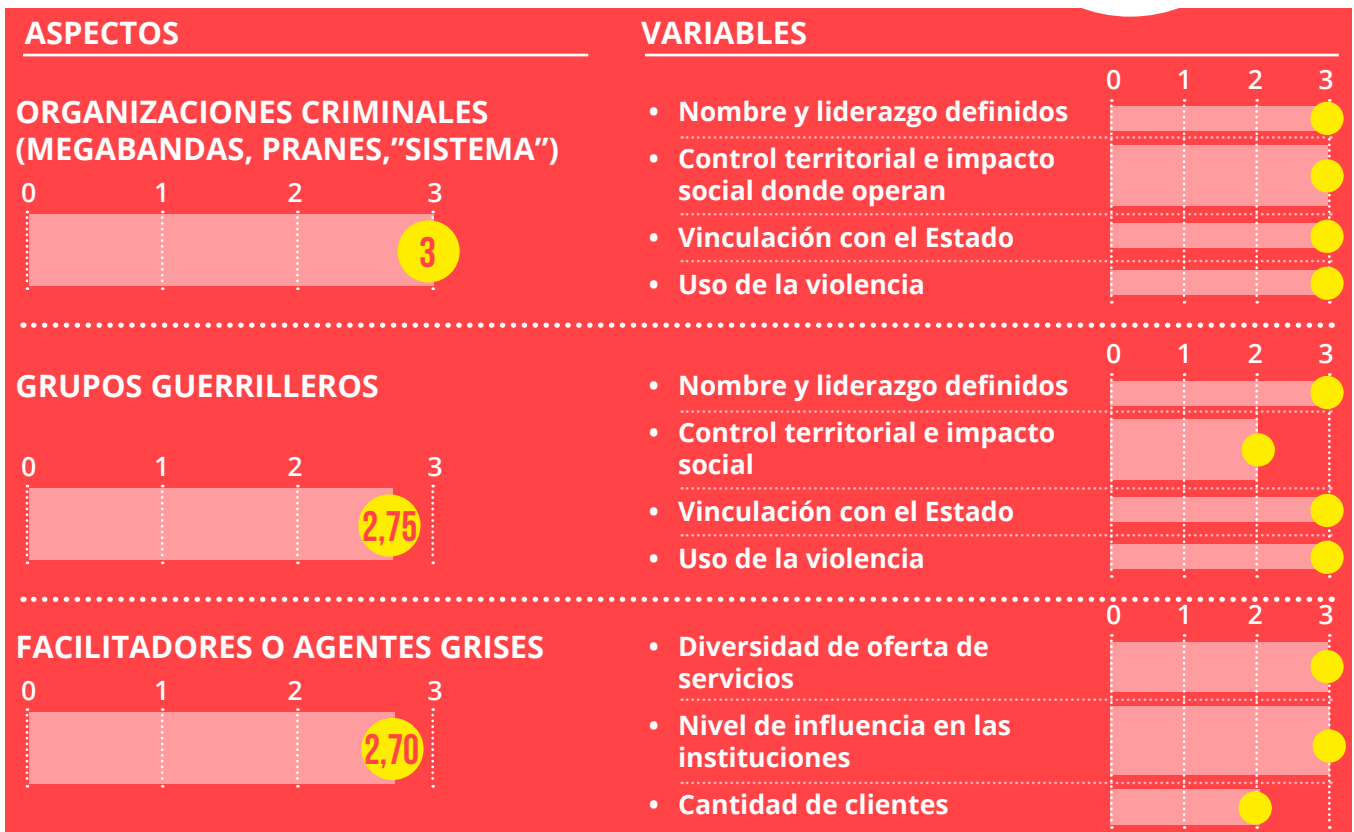 ASPECTOS
VARIABLES
ORGANIZACIONES CRIMINALES
(MEGABANDAS, PRANES,”SISTEMA”)
0 1 2 3
3
0 1 2 3
• Nombre y liderazgo definidos
• Control territorial e impacto
social donde operan
• Vinculación con el Estado
• Uso de la violencia
GRUPOS GUERRILLEROS
0 1 2 3
2,75
0 1 2 3
• Nombre y liderazgo definidos
• Control territorial e impacto
social
• Vinculación con el Estado
• Uso de la violencia
FACILITADORES O AGENTES GRISES
0 1 2 3
2,70
0 1 2 3
• Diversidad de oferta de
servicios
• Nivel de influencia en las
instituciones
• Cantidad de clientes